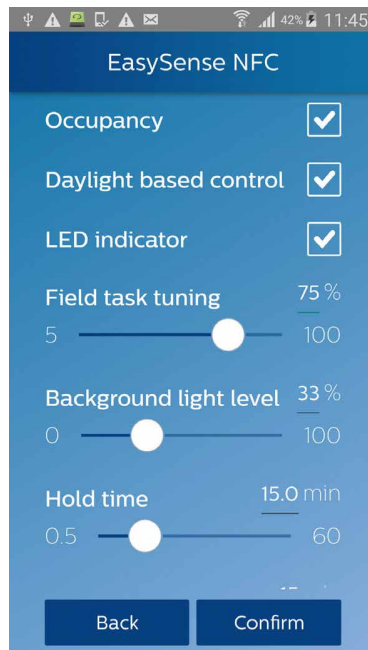 42% 11:45
EasySense NFC
Occupancy
Daylight based control
LED indicator
Field task tuning 75 %
5 100
Background light level 33 %
0 100
Hold time 15.0 min
0.5 60
Back Confirm